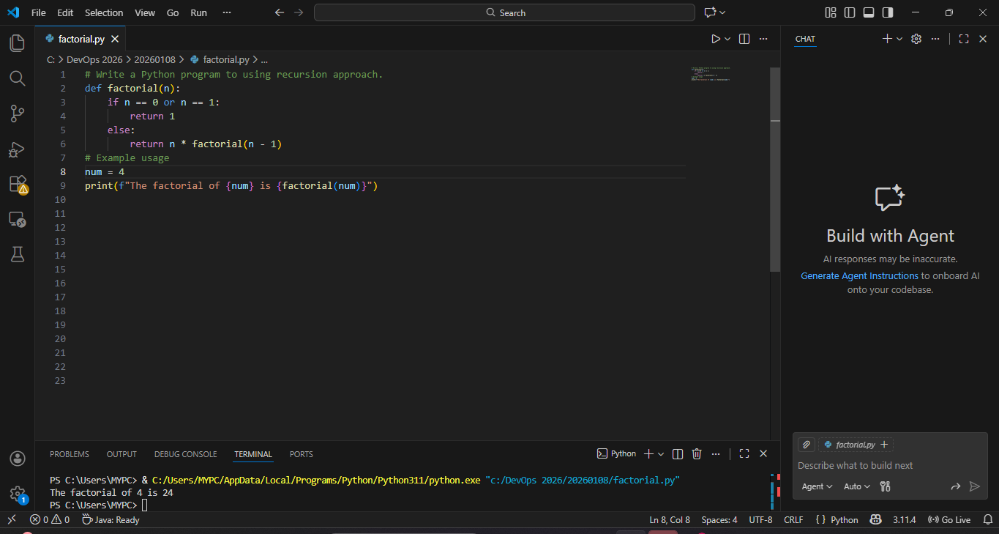 File Edit Selection View Go Run ··· Search
factorial.py
CHAT
C: > DevOps 2026 > 20260108 > factorial.py > ...
1 # Write a Python program to using recursion approach.
2 def factorial(n):
3 if n == 0 or n == 1:
4 return 1
5 else:
6 return n * factorial(n - 1)
7 # Example usage
8 num = 4
9 print(f"The factorial of {num} is {factorial(num)}")
10
11
12
13
14
15
16
17
18
19
20
21
22
23
Build with Agent
AI responses may be inaccurate.
Generate Agent Instructions to onboard AI
onto your codebase.
factorial.py
Describe what to build next
Agent Auto
PROBLEMS OUTPUT DEBUG CONSOLE TERMINAL PORTS Python
PS C:\Users\MYPC> & C:/Users/MYPC/AppData/Local/Programs/Python/Python311/python.exe "c:/DevOps 2026/20260108/factorial.py"
The factorial of 4 is 24
PS C:\Users\MYPC>
1
0 0 Java: Ready Ln 8, Col 8 Spaces: 4 UTF-8 CRLF {} Python 3.11.4 Go Live